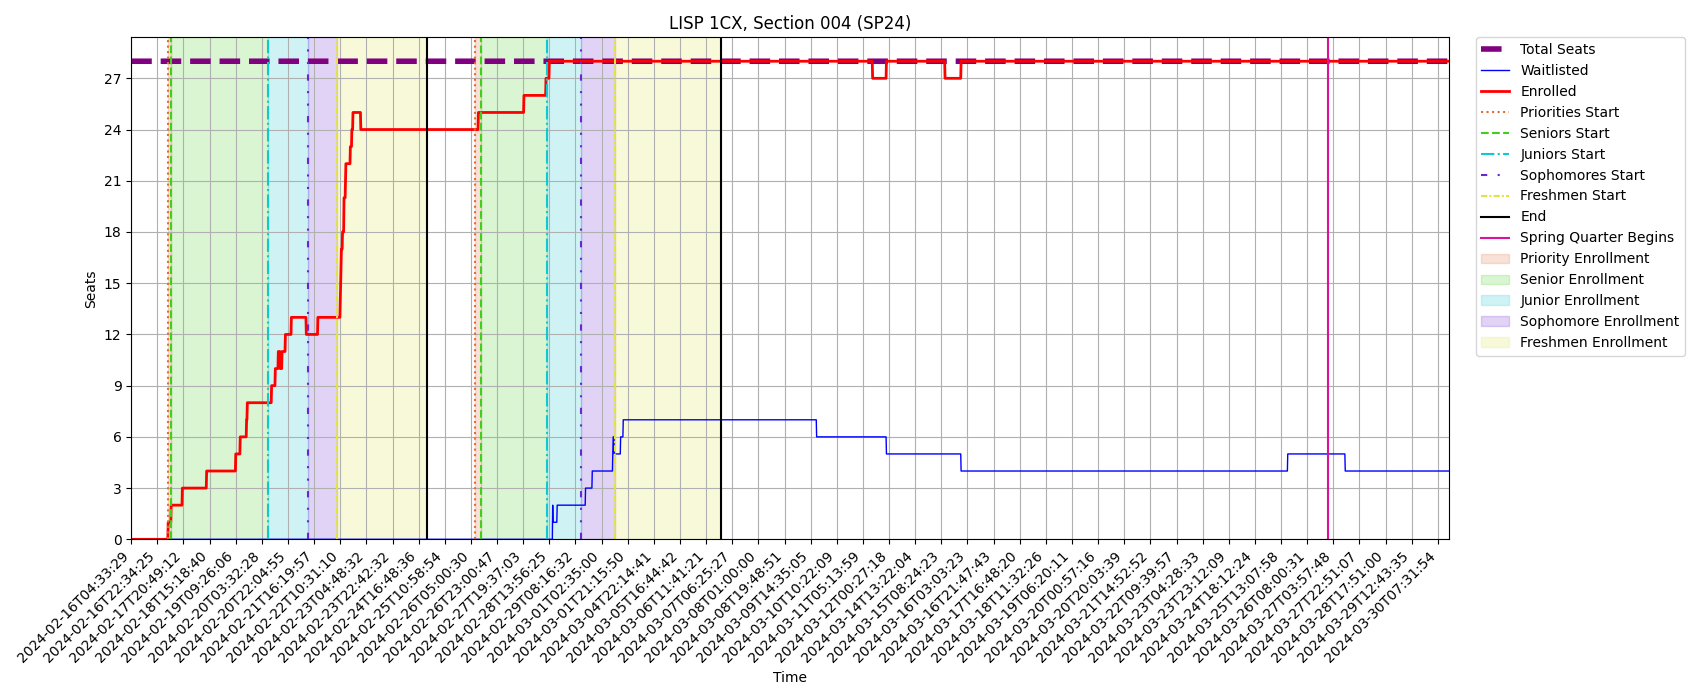 LISP 1CX, Section 004 (SP24)
Seats
27
24
21
18
15
12
9
6
3
0
2024-02-16T04:33:29
2024-02-16T22:34:25
2024-02-17T20:49:12
2024-02-18T15:18:40
2024-02-19T09:26:06
2024-02-20T03:32:28
2024-02-20T22:04:55
2024-02-21T16:19:57
2024-02-22T10:31:10
2024-02-23T04:48:32
2024-02-23T22:42:32
2024-02-24T16:48:36
2024-02-25T10:58:54
2024-02-26T05:00:30
2024-02-26T23:00:47
2024-02-27T19:37:03
2024-02-28T13:56:25
2024-02-29T08:16:32
2024-03-01T02:35:00
2024-03-01T21:15:50
2024-03-04T22:14:41
2024-03-05T16:44:42
2024-03-06T11:41:21
2024-03-07T06:25:27
2024-03-08T01:00:00
2024-03-08T19:48:51
2024-03-09T14:35:05
2024-03-10T10:22:09
2024-03-11T05:13:59
2024-03-12T00:27:18
2024-03-14T13:22:04
2024-03-15T08:24:23
2024-03-16T03:03:23
2024-03-16T21:47:43
2024-03-17T16:48:20
2024-03-18T11:32:26
2024-03-19T06:20:11
2024-03-20T00:57:16
2024-03-20T20:03:39
2024-03-21T14:52:52
2024-03-22T09:39:57
2024-03-23T04:28:33
2024-03-23T23:12:09
2024-03-24T18:12:24
2024-03-25T13:07:58
2024-03-26T08:00:31
2024-03-27T03:57:48
2024-03-27T22:51:07
2024-03-28T17:51:00
2024-03-29T12:43:35
2024-03-30T07:31:54
Time
Total Seats
Waitlisted
Enrolled
Priorities Start
Seniors Start
Juniors Start
Sophomores Start
Freshmen Start
End
Spring Quarter Begins
Priority Enrollment
Senior Enrollment
Junior Enrollment
Sophomore Enrollment
Freshmen Enrollment